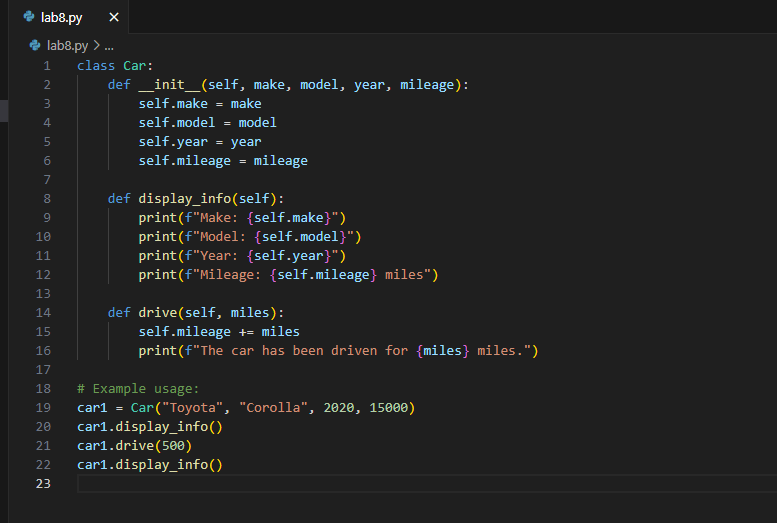 lab8.py ✕
lab8.py > ...
1 class Car:
2     def __init__(self, make, model, year, mileage):
3         self.make = make
4         self.model = model
5         self.year = year
6         self.mileage = mileage
7
8     def display_info(self):
9         print(f"Make: {self.make}")
10         print(f"Model: {self.model}")
11         print(f"Year: {self.year}")
12         print(f"Mileage: {self.mileage} miles")
13
14     def drive(self, miles):
15         self.mileage += miles
16         print(f"The car has been driven for {miles} miles.")
17
18 # Example usage:
19 car1 = Car("Toyota", "Corolla", 2020, 15000)
20 car1.display_info()
21 car1.drive(500)
22 car1.display_info()
23